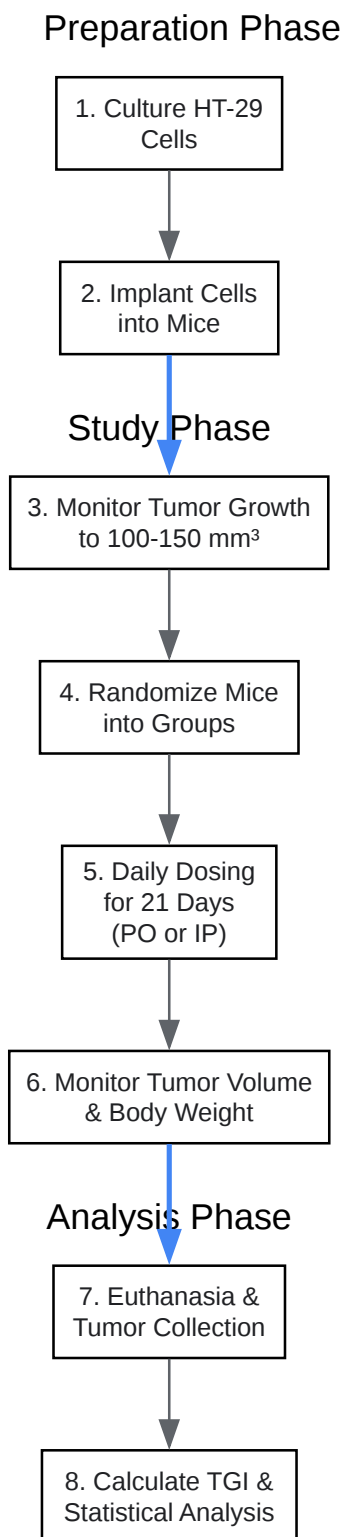 Preparation Phase
1. Culture HT-29
Cells
2. Implant Cells
into Mice
Study Phase
3. Monitor Tumor Growth
to 100-150 mm³
4. Randomize Mice
into Groups
5. Daily Dosing
for 21 Days
(PO or IP)
6. Monitor Tumor Volume
& Body Weight
Analysis Phase
7. Euthanasia &
Tumor Collection
8. Calculate TGI &
Statistical Analysis